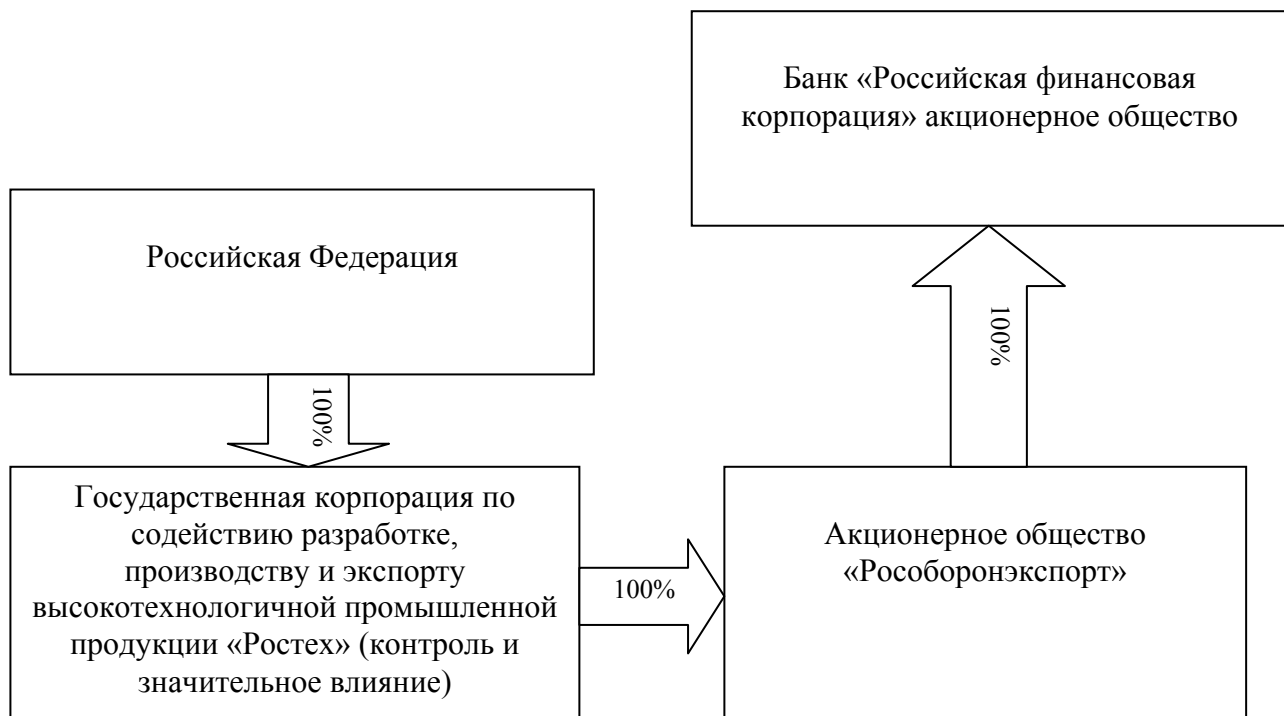 Банк «Российская финансовая
корпорация» акционерное общество
Российская Федерация
100%
100%
Государственная корпорация по
содействию разработке,
производству и экспорту
высокотехнологичной промышленной
продукции «Ростех» (контроль и
значительное влияние)
100%
Акционерное общество
«Рособоронэкспорт»